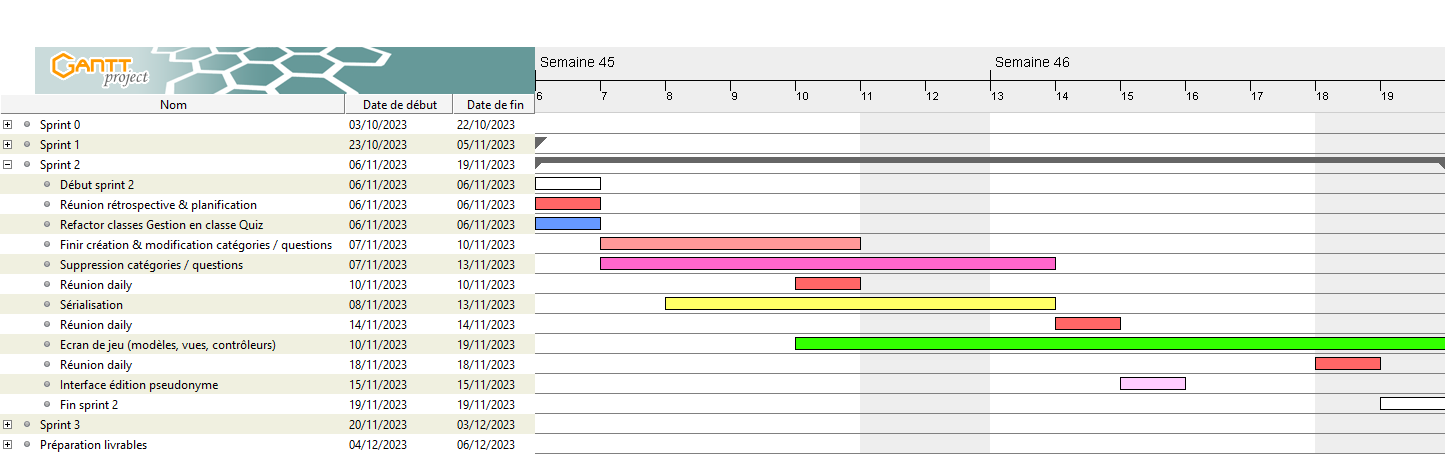 GANTT
project
Semaine 45
Semaine 46
6 7 8 9 10 11 12 13 14 15 16 17 18 19
Nom Date de début Date de fin
Sprint 0 03/10/2023 22/10/2023
Sprint 1 23/10/2023 05/11/2023
Sprint 2 06/11/2023 19/11/2023
Début sprint 2 06/11/2023 06/11/2023
Réunion rétrospective & planification 06/11/2023 06/11/2023
Refactor classes Gestion en classe Quiz 06/11/2023 06/11/2023
Finir création & modification catégories / questions 07/11/2023 10/11/2023
Suppression catégories / questions 07/11/2023 13/11/2023
Réunion daily 10/11/2023 10/11/2023
Sérialisation 08/11/2023 13/11/2023
Réunion daily 14/11/2023 14/11/2023
Ecran de jeu (modèles, vues, contrôleurs) 10/11/2023 19/11/2023
Réunion daily 18/11/2023 18/11/2023
Interface édition pseudonyme 15/11/2023 15/11/2023
Fin sprint 2 19/11/2023 19/11/2023
Sprint 3 20/11/2023 03/12/2023
Préparation livrables 04/12/2023 06/12/2023